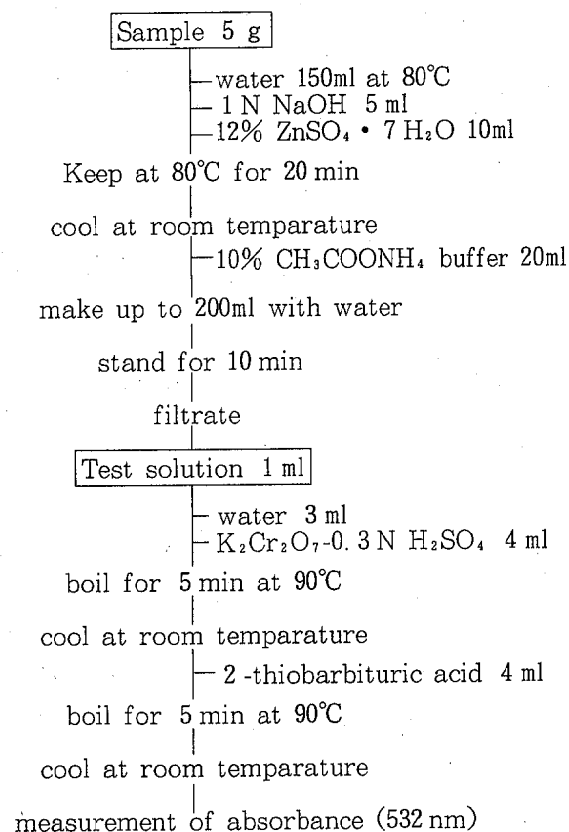 Sample 5 g
water 150ml at 80℃
1 N NaOH 5 ml
12% ZnSO₄・7 H₂O 10ml
Keep at 80℃ for 20 min
cool at room temparature
10% CH₃COONH₄ buffer 20ml
make up to 200ml with water
stand for 10 min
filtrate
Test solution 1 ml
water 3 ml
K₂Cr₂O₇-0.3 N H₂SO₄ 4 ml
boil for 5 min at 90℃
cool at room temparature
2-thiobarbituric acid 4 ml
boil for 5 min at 90℃
cool at room temparature
measurement of absorbance (532 nm)